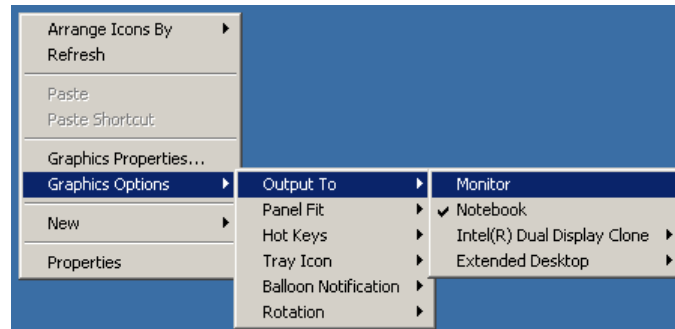 Arrange Icons By
Refresh
Paste
Paste Shortcut
Graphics Properties...
Graphics Options
New
Properties
Output To
Panel Fit
Hot Keys
Tray Icon
Balloon Notification
Rotation
Monitor
Notebook
Intel(R) Dual Display Clone
Extended Desktop